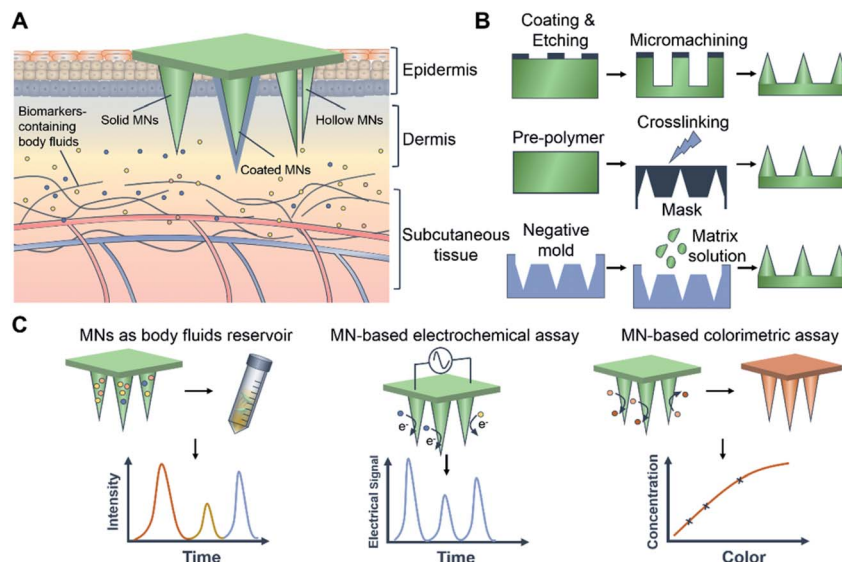 A
Epidermis
Solid MNs
Hollow MNs
Biomarkers-
containing
body fluids
Coated MNs
Dermis
Subcutaneous
tissue
B
Coating &
Etching
Micromachining
Pre-polymer
Crosslinking
Mask
Negative
mold
Matrix
solution
C
MNs as body fluids reservoir
Intensity
Time
MN-based electrochemical assay
e-
e-
e-
Electrical Signal
Time
MN-based colorimetric assay
Concentration
Color